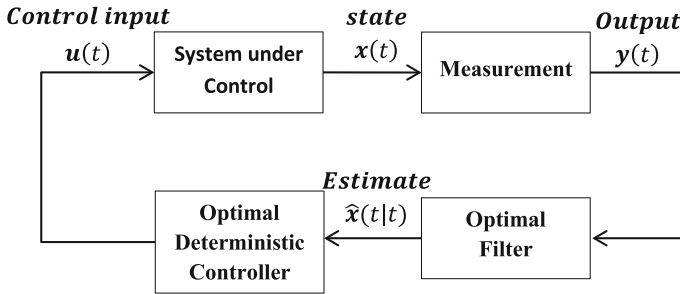 Control input
u(t)
System under
Control
state
x(t)
Measurement
Output
y(t)
Estimate
x̂(t|t)
Optimal
Deterministic
Controller
Optimal
Filter